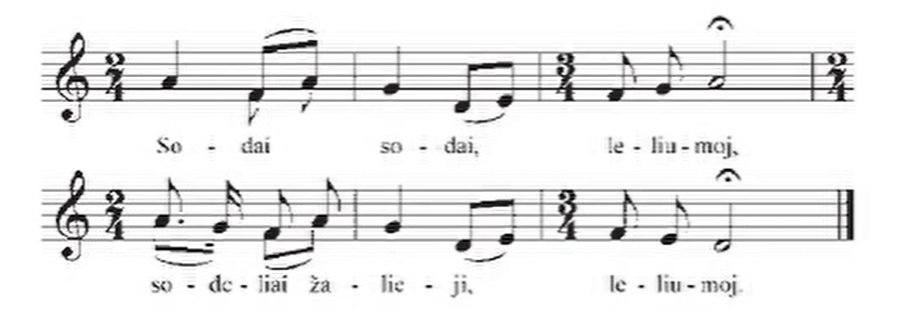 So - dai so - dai, le - liu - moj,
so - de - liai ža - lie - ji, le - liu - moj.